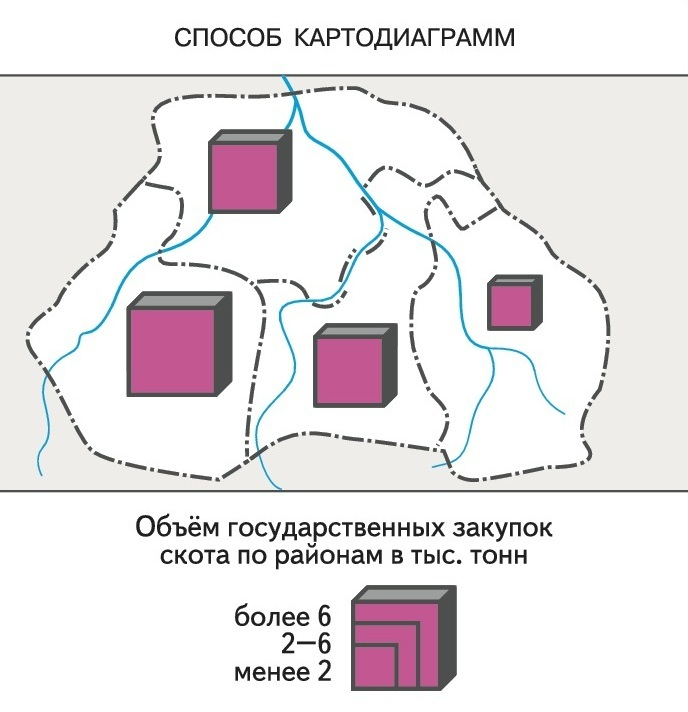 СПОСОБ КАРТОДИАГРАММ
Объём государственных закупок
скота по районам в тыс. тонн
более 6
2—6
менее 2